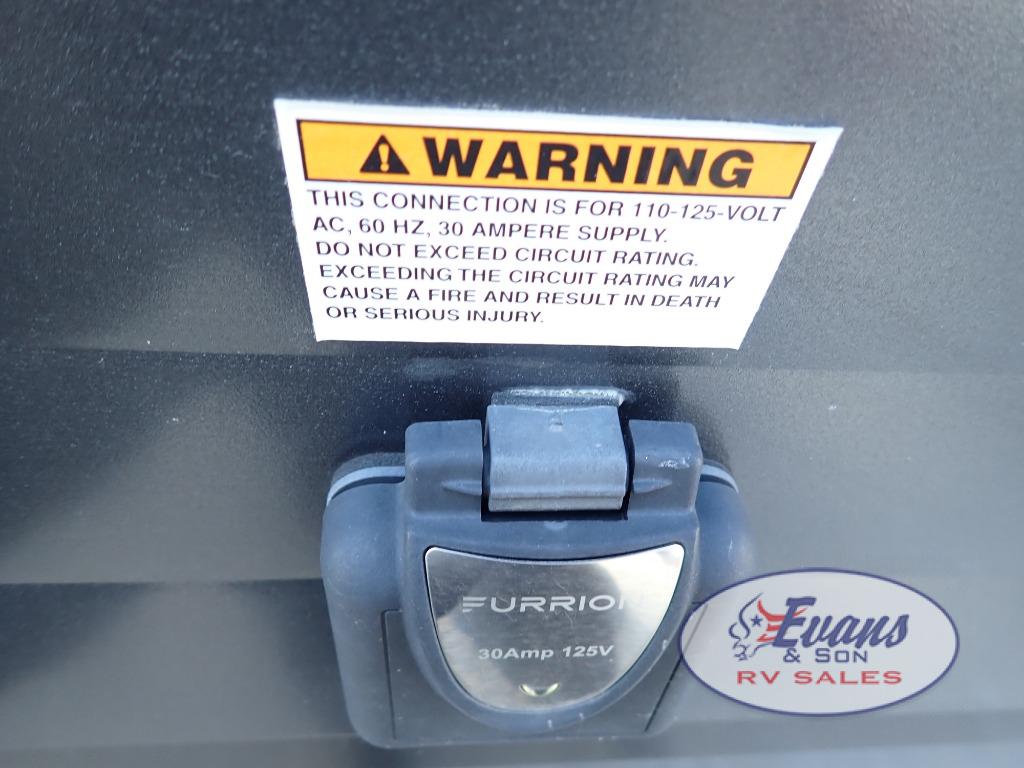 WARNING
THIS CONNECTION IS FOR 110-125-VOLT
AC, 60 HZ, 30 AMPERE SUPPLY.
DO NOT EXCEED CIRCUIT RATING.
EXCEEDING THE CIRCUIT RATING MAY
CAUSE A FIRE AND RESULT IN DEATH
OR SERIOUS INJURY.
FURRION
30Amp 125V
Evans
& SON
RV SALES